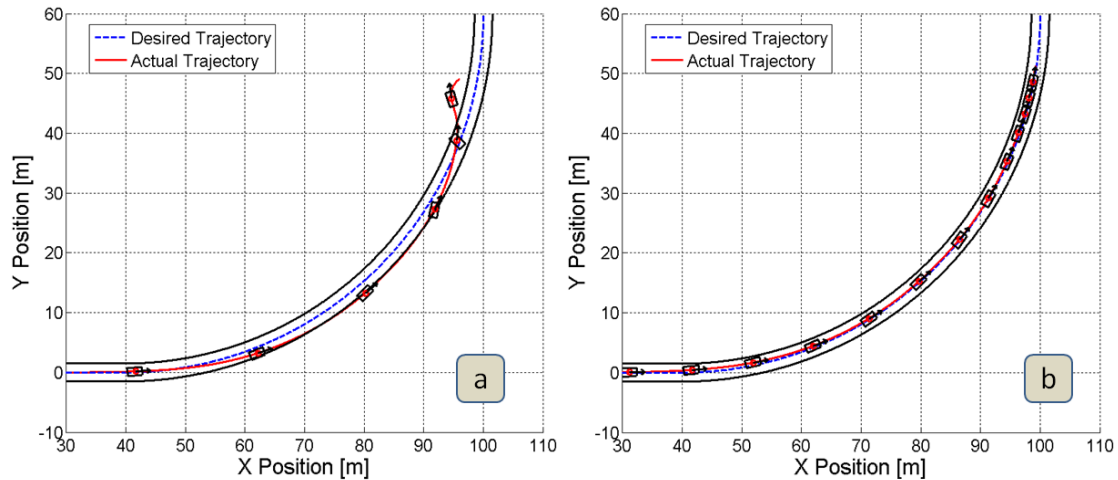 60
50
40
30
20
10
0
-10
Y Position [m]
Desired Trajectory
Actual Trajectory
a
30 40 50 60 70 80 90 100 110
X Position [m]
60
50
40
30
20
10
0
-10
Y Position [m]
Desired Trajectory
Actual Trajectory
b
30 40 50 60 70 80 90 100 110
X Position [m]